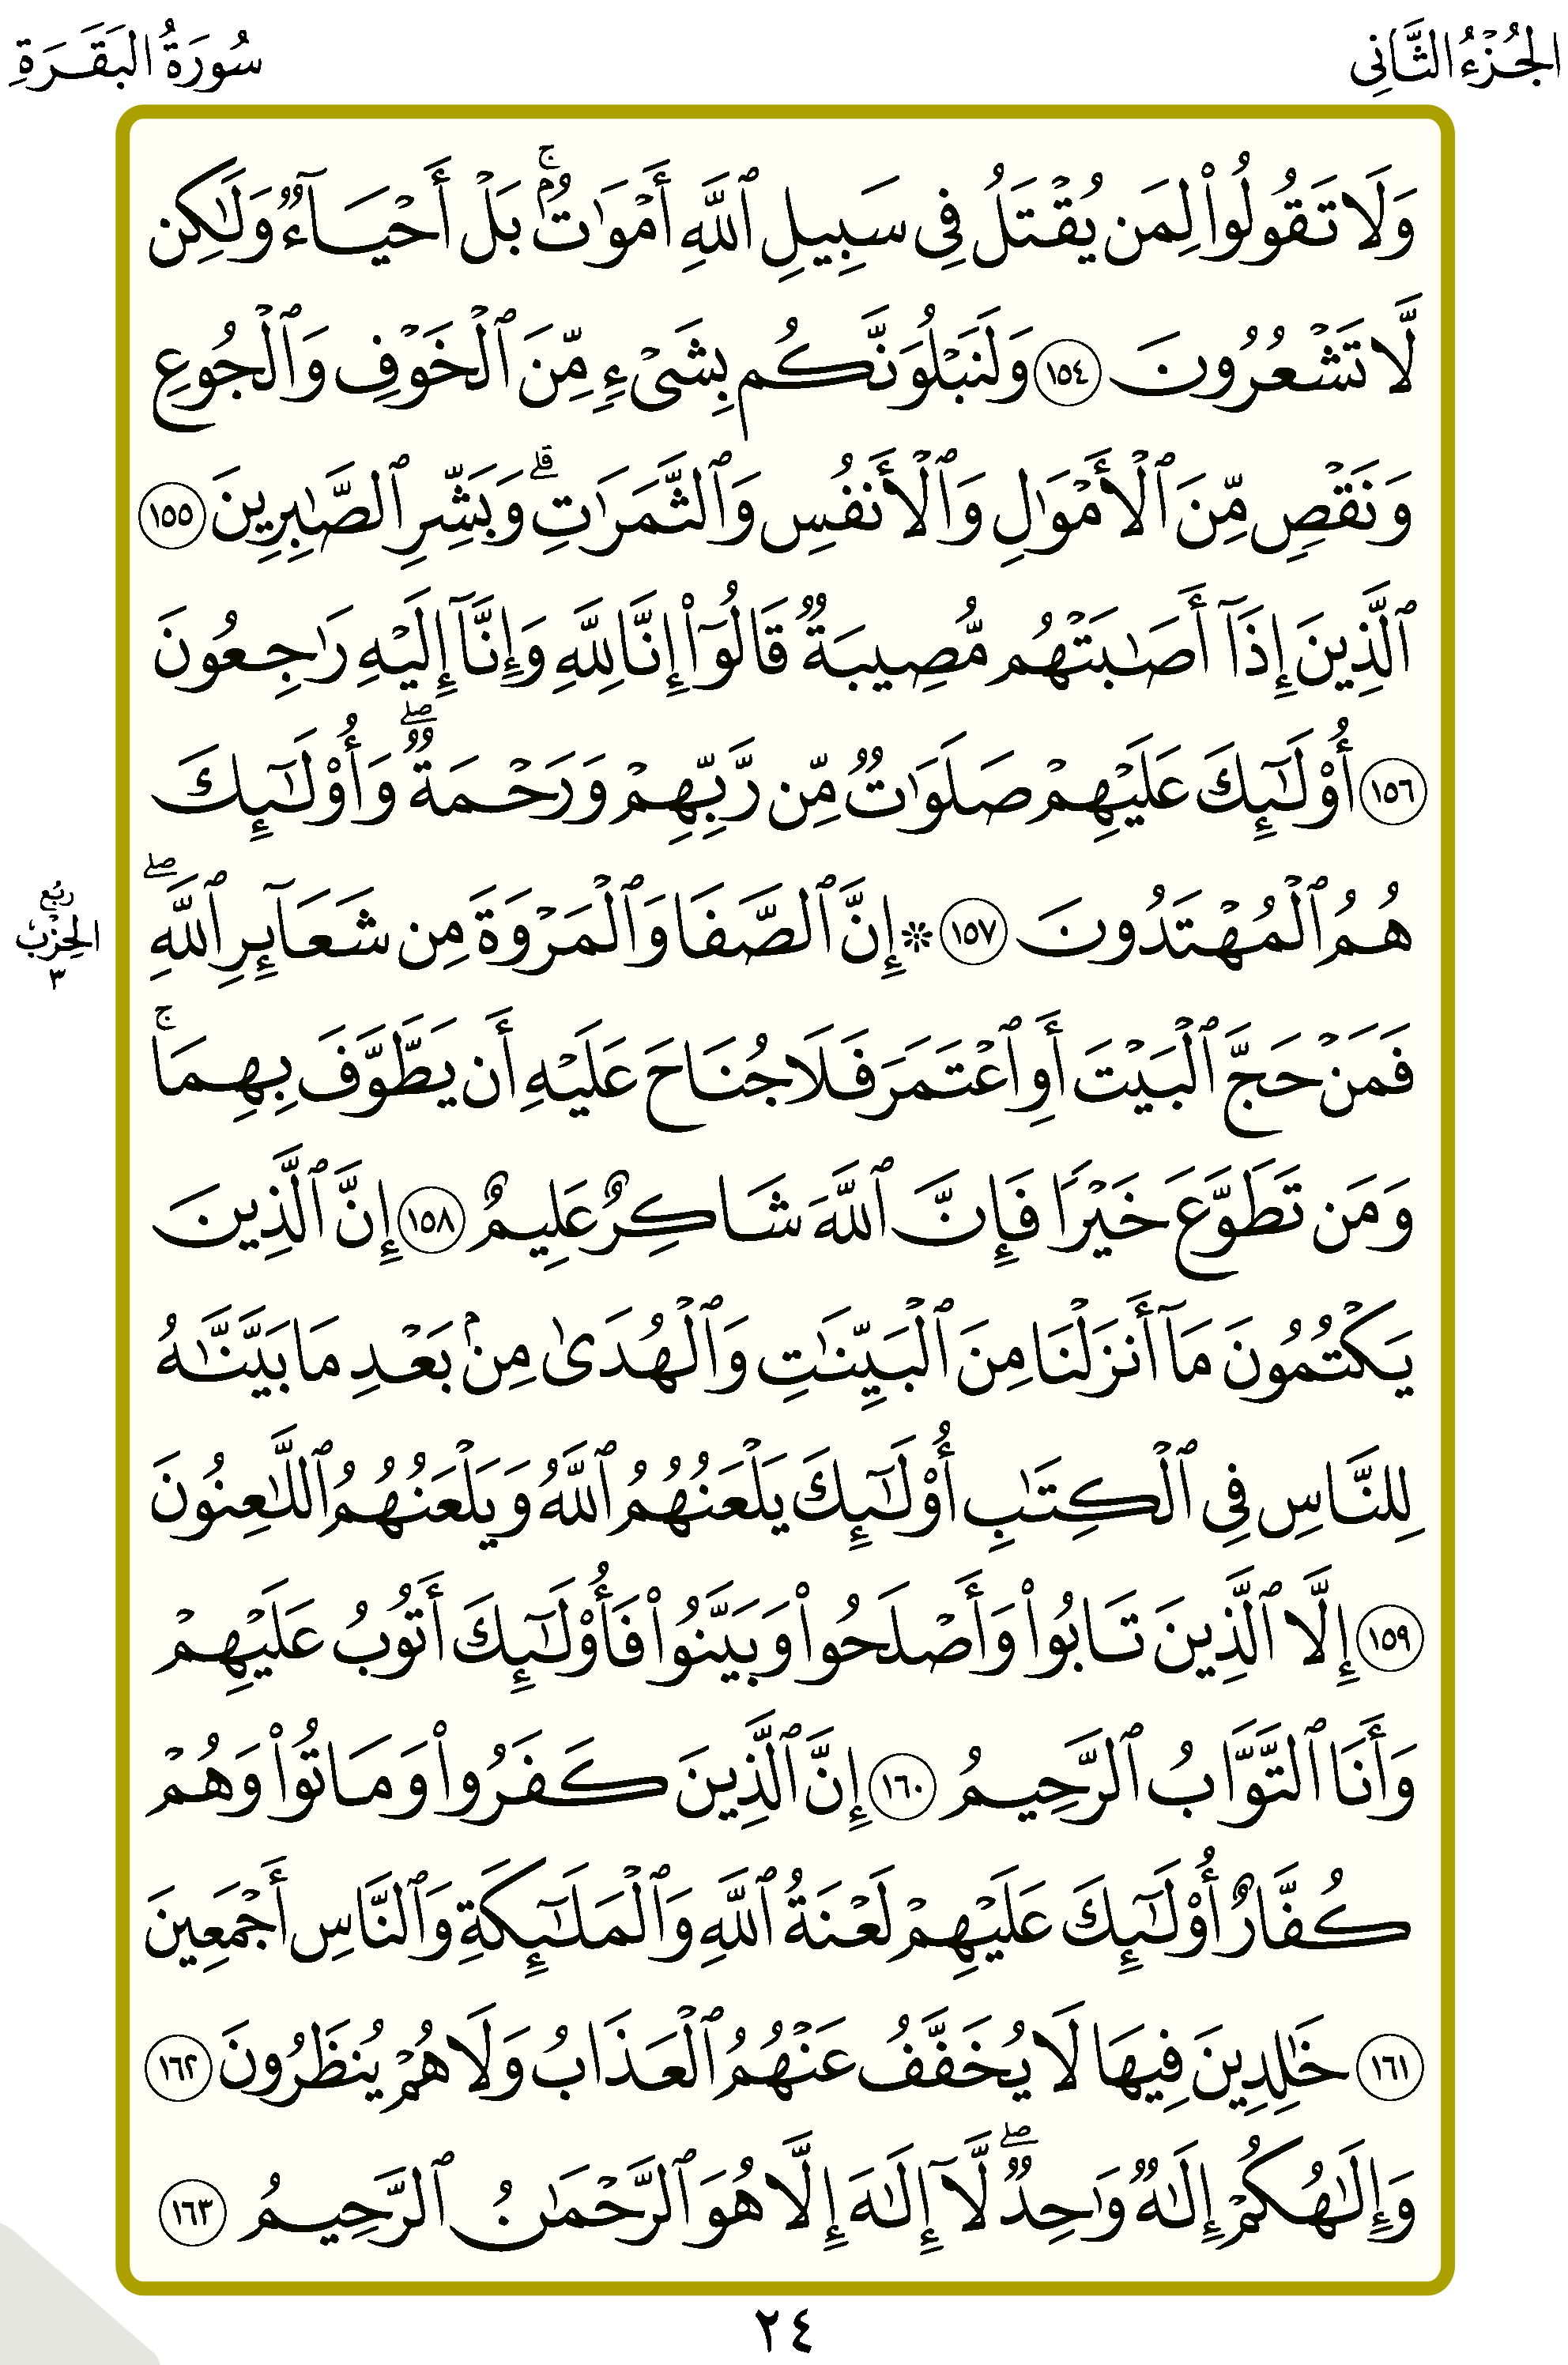 الجُزْءُ الثَّانِي
سُورَةُ البَقَرَةِ
وَلَا تَقُولُواْ لِمَن يُقْتَلُ فِي سَبِيلِ ٱللَّهِ أَمْوَٰتُۢۚ بَلْ أَحْيَآءٞ وَلَٰكِن
لَّا تَشْعُرُونَ ١٥٤ وَلَنَبْلُوَنَّكُم بِشَيْءٖ مِّنَ ٱلْخَوْفِ وَٱلْجُوعِ
وَنَقْصٖ مِّنَ ٱلْأَمْوَٰلِ وَٱلْأَنفُسِ وَٱلثَّمَرَٰتِۗ وَبَشِّرِ ٱلصَّٰبِرِينَ ١٥٥
ٱلَّذِينَ إِذَآ أَصَٰبَتْهُم مُّصِيبَةٞ قَالُوٓاْ إِنَّا لِلَّهِ وَإِنَّآ إِلَيْهِ رَٰجِعُونَ
١٥٦ أُوْلَٰٓئِكَ عَلَيْهِمْ صَلَوَٰتٞ مِّن رَّبِّهِمْ وَرَحْمَةٞۖ وَأُوْلَٰٓئِكَ
هُمُ ٱلْمُهْتَدُونَ ١٥٧ ۞ إِنَّ ٱلصَّفَا وَٱلْمَرْوَةَ مِن شَعَآئِرِ ٱللَّهِۖ
رُبْع
الحِزْب
٣
فَمَنْ حَجَّ ٱلْبَيْتَ أَوِ ٱعْتَمَرَ فَلَا جُنَاحَ عَلَيْهِ أَن يَطَّوَّفَ بِهِمَاۚ
وَمَن تَطَوَّعَ خَيْرٗا فَإِنَّ ٱللَّهَ شَاكِرٌ عَلِيمٌ ١٥٨ إِنَّ ٱلَّذِينَ
يَكْتُمُونَ مَآ أَنزَلْنَا مِنَ ٱلْبَيِّنَٰتِ وَٱلْهُدَىٰ مِنۢ بَعْدِ مَا بَيَّنَّٰهُ
لِلنَّاسِ فِي ٱلْكِتَٰبِ أُوْلَٰٓئِكَ يَلْعَنُهُمُ ٱللَّهُ وَيَلْعَنُهُمُ ٱللَّٰعِنُونَ
١٥٩ إِلَّا ٱلَّذِينَ تَابُواْ وَأَصْلَحُواْ وَبَيَّنُواْ فَأُوْلَٰٓئِكَ أَتُوبُ عَلَيْهِمْ
وَأَنَا ٱلتَّوَّابُ ٱلرَّحِيمُ ١٦٠ إِنَّ ٱلَّذِينَ كَفَرُواْ وَمَاتُواْ وَهُمْ
كُفَّارٌ أُوْلَٰٓئِكَ عَلَيْهِمْ لَعْنَةُ ٱللَّهِ وَٱلْمَلَٰٓئِكَةِ وَٱلنَّاسِ أَجْمَعِينَ
١٦١ خَٰلِدِينَ فِيهَا لَا يُخَفَّفُ عَنْهُمُ ٱلْعَذَابُ وَلَا هُمْ يُنظَرُونَ ١٦٢
وَإِلَٰهُكُمْ إِلَٰهٞ وَٰحِدٞۖ لَّآ إِلَٰهَ إِلَّا هُوَ ٱلرَّحْمَٰنُ ٱلرَّحِيمُ ١٦٣
٢٤